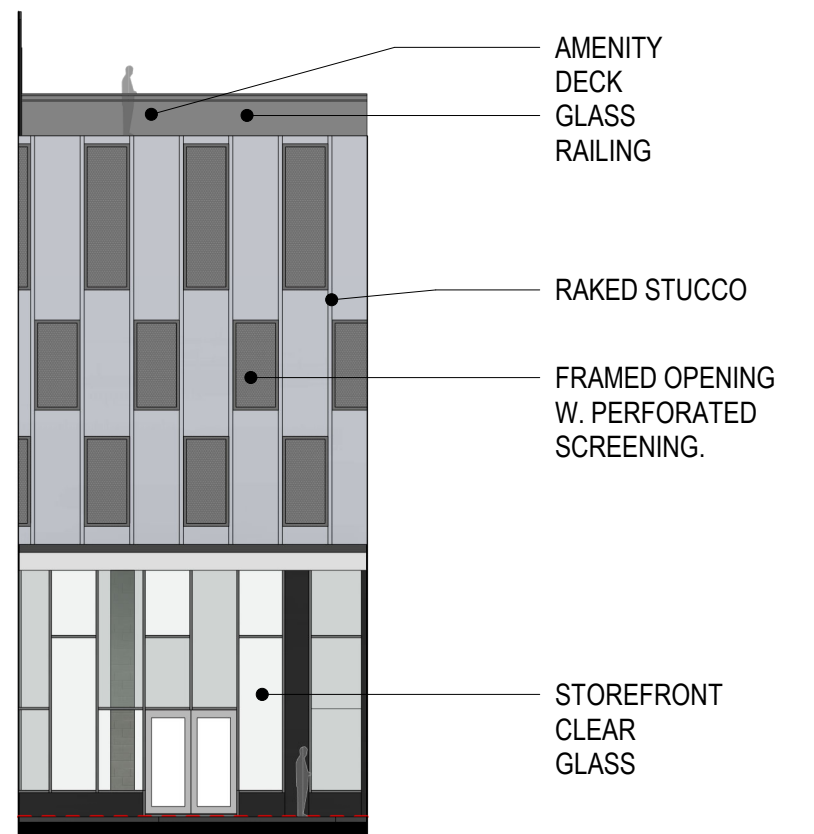 AMENITY
DECK
GLASS
RAILING
RAKED STUCCO
FRAMED OPENING
W. PERFORATED
SCREENING.
STOREFRONT
CLEAR
GLASS